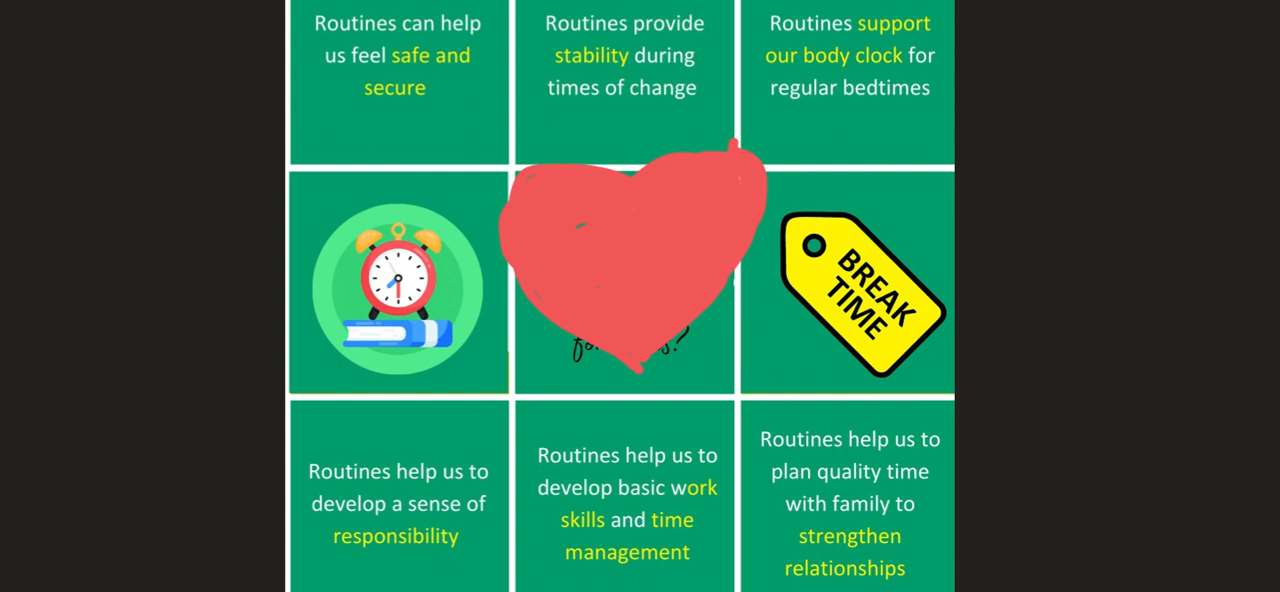 Routines can help
us feel safe and
secure
Routines provide
stability during
times of change
Routines support
our body clock for
regular bedtimes
BREAK
TIME
Routines help us to
develop a sense of
responsibility
Routines help us to
develop basic work
skills and time
management
Routines help us to
plan quality time
with family to
strengthen
relationships